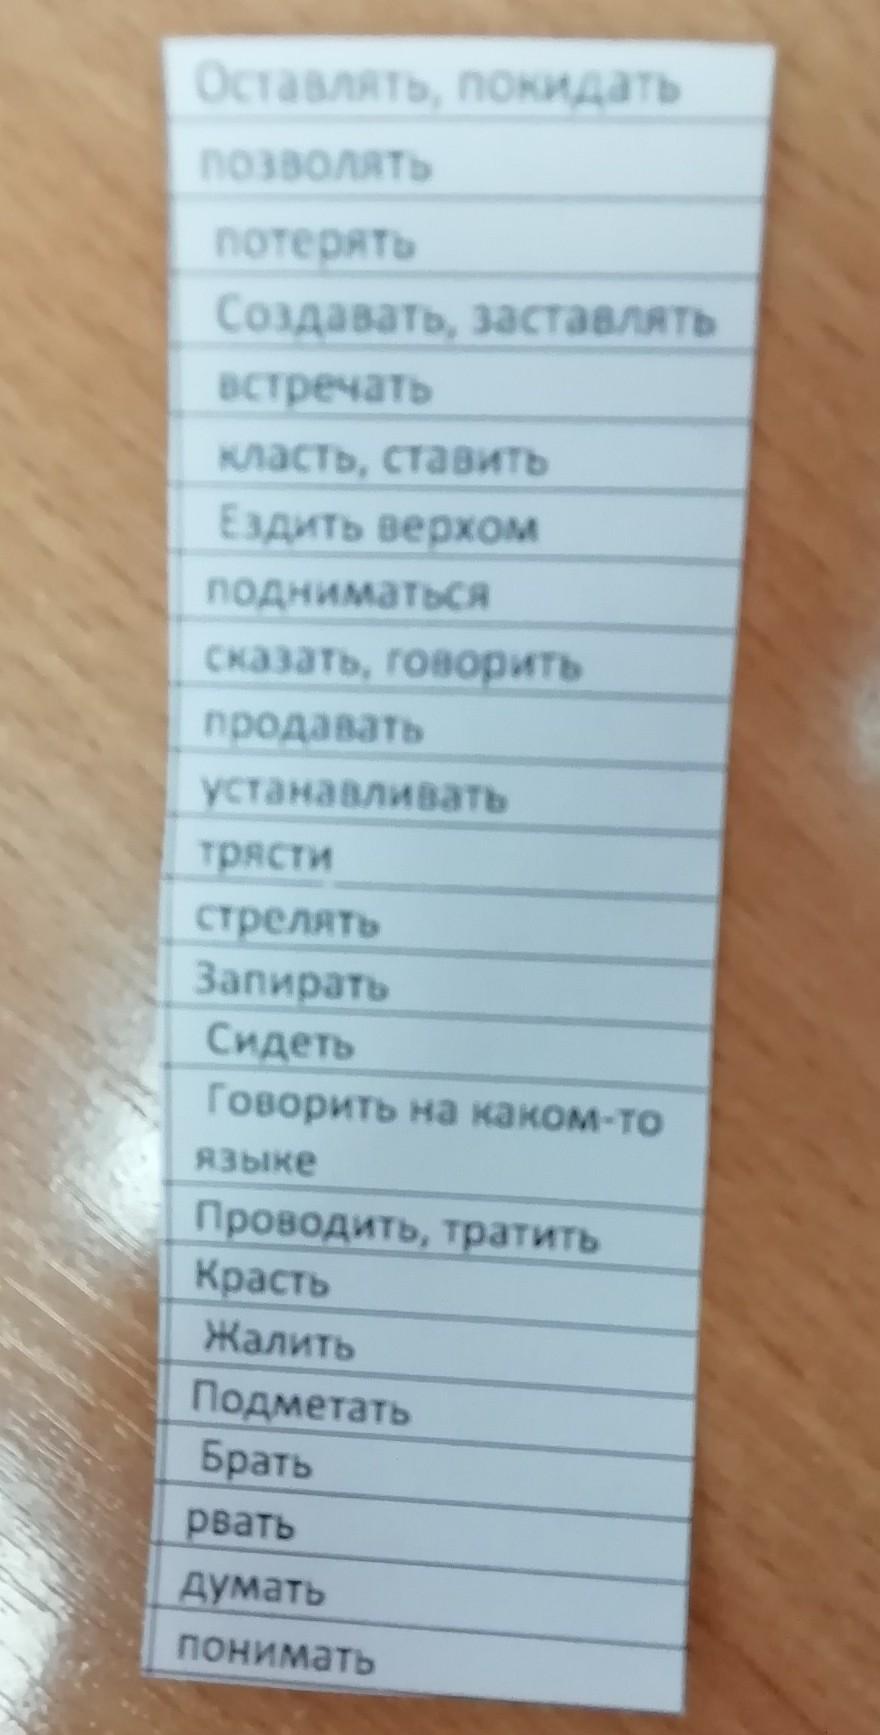 Оставлять, покидать
позволять
потерять
Создавать, заставлять
встречать
класть, ставить
Ездить верхом
подниматься
сказать, говорить
продавать
устанавливать
трясти
стрелять
Запирать
Сидеть
Говорить на каком-то
языке
Проводить, тратить
Красть
Жалить
Подметать
Брать
рвать
думать
понимать